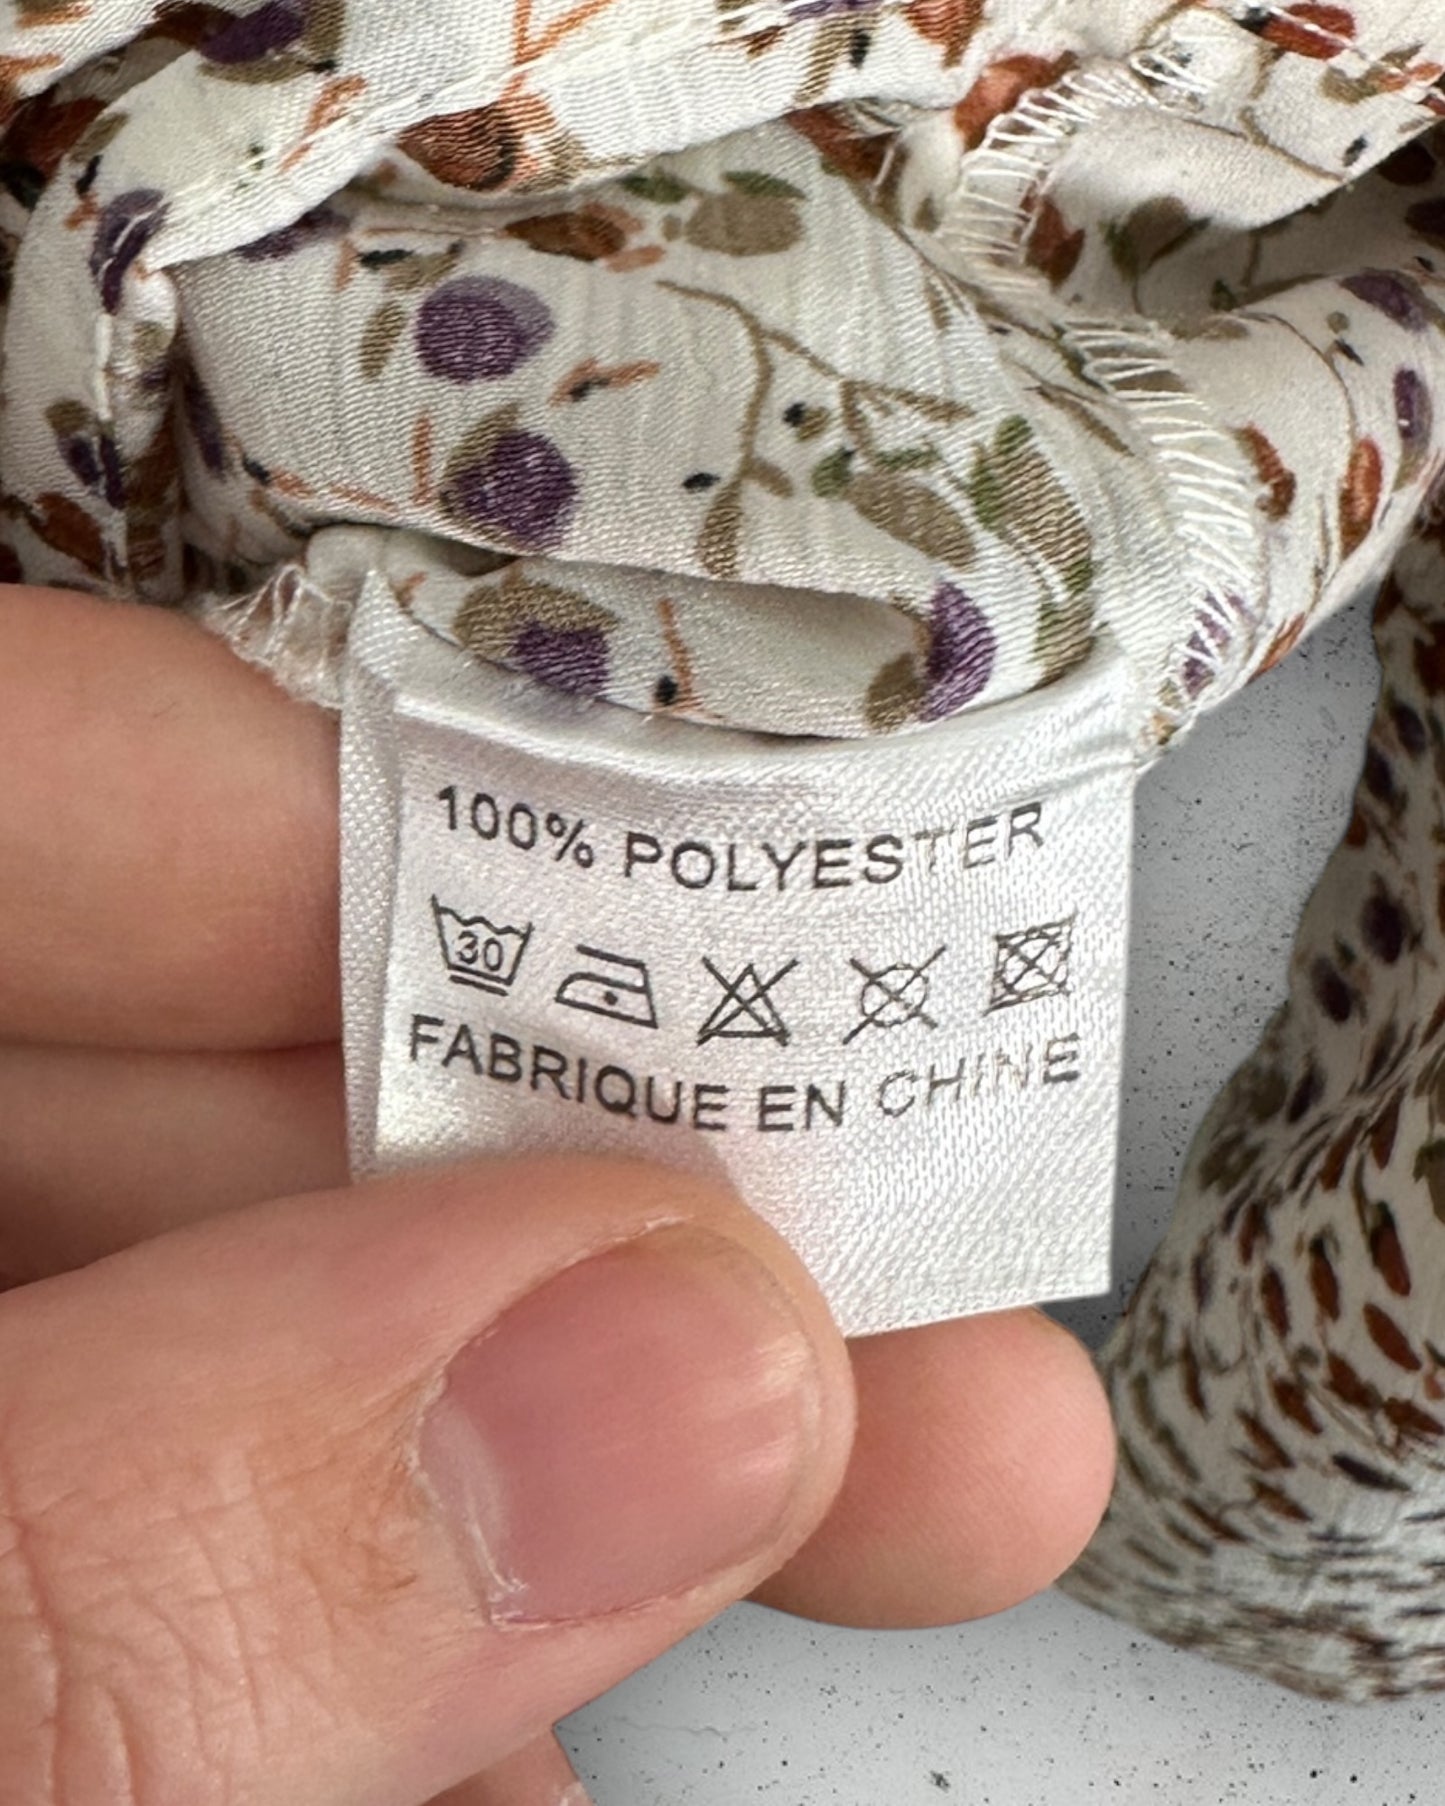 100% POLYESTER
30
FABRIQUE EN CHINE